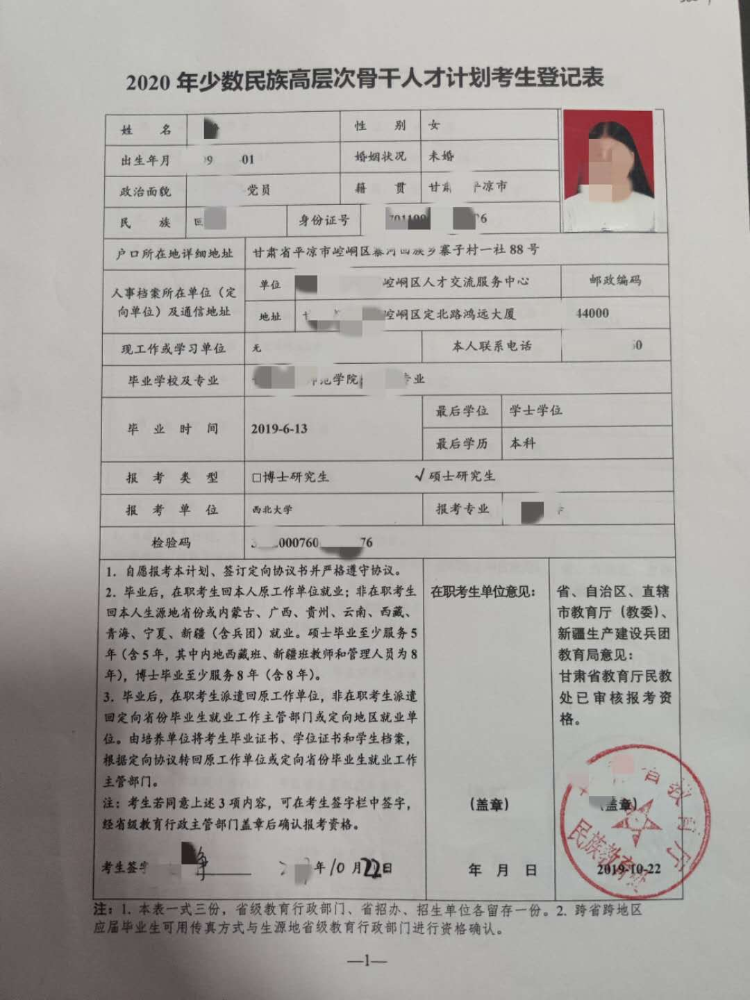 2020年少数民族高层次骨干人才计划考生登记表
姓 名
性 别 女
出生年月 9 -01
婚姻状况 未婚
政治面貌 党员
籍 贯 甘肃 平凉市
民 族 回
身份证号 6
户口所在地详细地址 甘肃省平凉市崆峒区寨河回族乡寨子村一社88号
人事档案所在单位（定向单位）及通信地址
单位 崆峒区人才交流服务中心
邮政编码
地址 崆峒区定北路鸿远大厦
44000
现工作或学习单位 无
本人联系电话 0
毕业学校及专业 师范学院 专业
毕 业 时 间 2019-6-13
最后学位 学士学位
最后学历 本科
报 考 类 型 □博士研究生 √硕士研究生
报 考 单 位 西北大学
报考专业
检验码 000760 76
1．自愿报考本计划、签订定向协议书并严格遵守协议。
2．毕业后，在职考生回本人原工作单位就业；非在职考生
回本人生源地省份或内蒙古、广西、贵州、云南、西藏、
青海、宁夏、新疆（含兵团）就业。硕士毕业至少服务5
年（含5年，其中内地西藏班、新疆班教师和管理人员为8
年），博士毕业至少服务8年（含8年）。
3．毕业后，在职考生派遣回原工作单位，非在职考生派遣
回定向省份毕业生就业工作主管部门或定向地区就业单
位。由培养单位将考生毕业证书、学位证书和学生档案，
根据定向协议转回原工作单位或定向省份毕业生就业工作
主管部门。
注：考生若同意上述3项内容，可在考生签字栏中签字，
经省级教育行政主管部门盖章后确认报考资格。
考生签字 静 年10月22日
在职考生单位意见：
（盖章）
年 月 日
省、自治区、直辖
市教育厅（教委）、
新疆生产建设兵团
教育局意见：
甘肃省教育厅民教
处已审核报考资
格。
（盖章）
省教育厅
民族教育处
2019-10-22
注：1．本表一式三份，省级教育行政部门、省招办、招生单位各留存一份。2．跨省跨地区
应届毕业生可用传真方式与生源地省级教育行政部门进行资格确认。
—1—